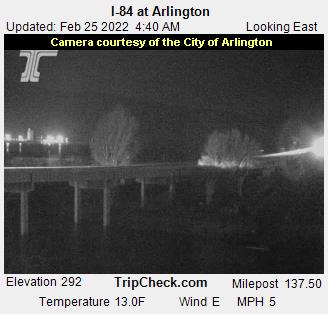 I-84 at Arlington
Updated: Feb 25 2022 4:40 AM Looking East
Camera courtesy of the City of Arlington
Elevation 292 TripCheck.com Milepost 137.50
Temperature 13.0F Wind E MPH 5